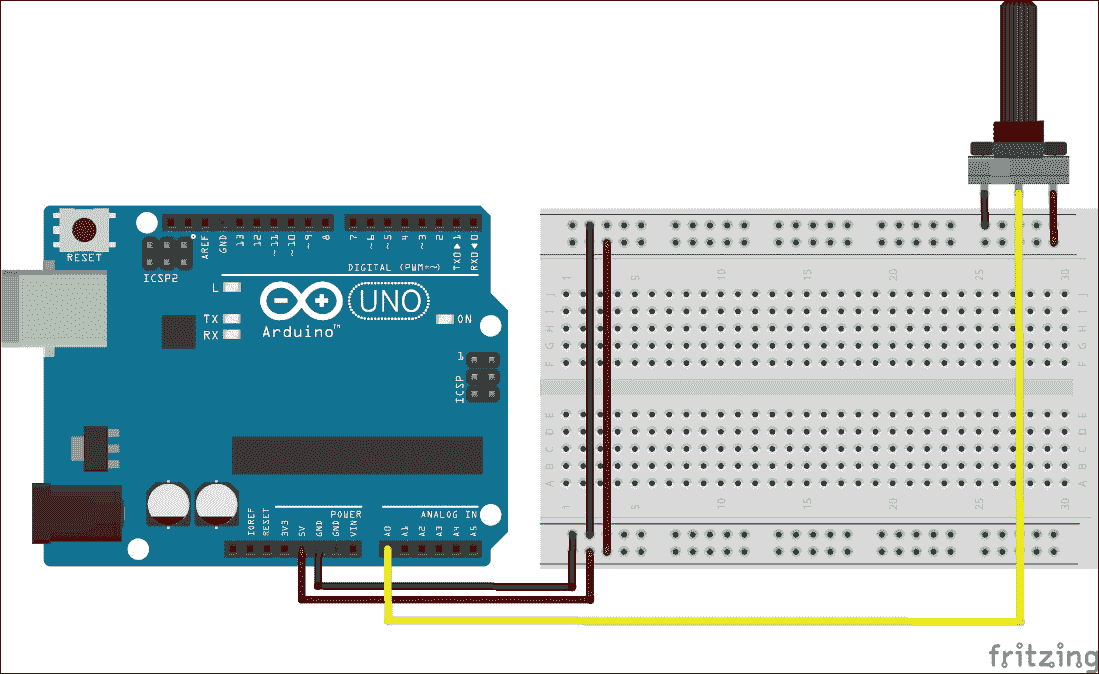 RESET
ICSP2
AREF
GND
13
12
~11
~10
~9
8
7
~6
~5
4
~3
2
TXD▸ 1
RXD◂ 0
DIGITAL (PWM=~)
L
TX
RX
Arduino™
UNO
ON
1
ICSP
POWER
ANALOG IN
IOREF
RESET
3V3
5V
GND
GND
VIN
A0
A1
A2
A3
A4
A5
1 5 10 15 20 25 30
J J
I I
H H
G G
F F
E E
D D
C C
B B
A A
1 5 10 15 20 25 30
fritzing